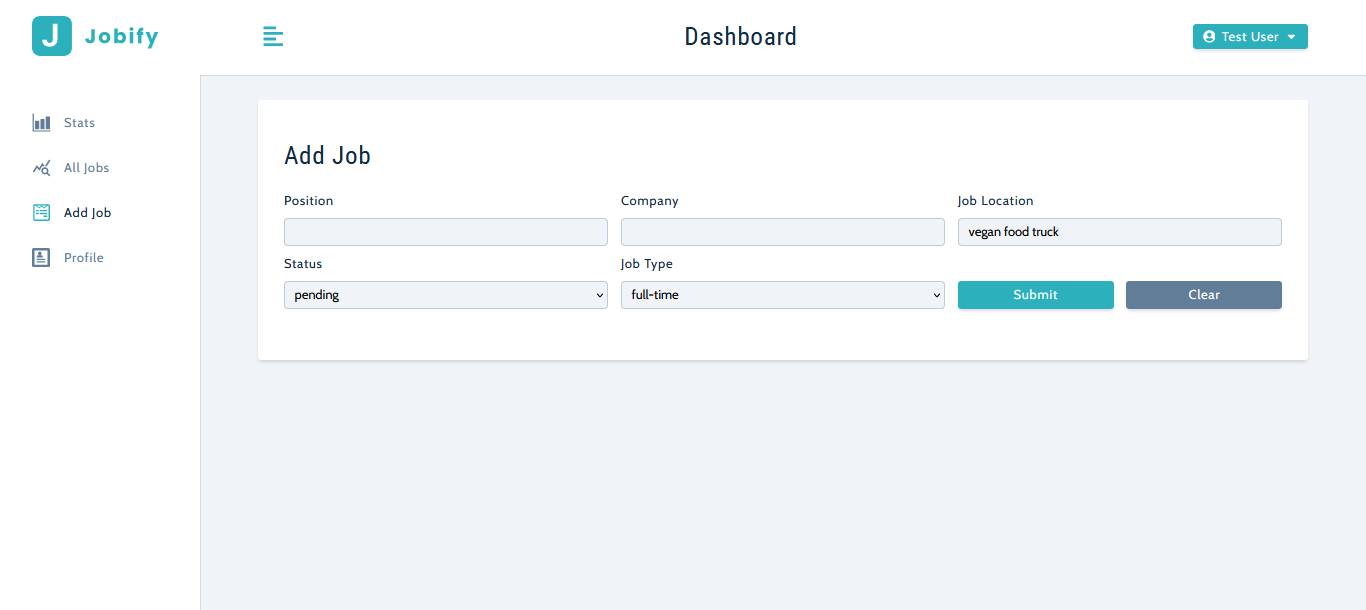 J Jobify
Dashboard
Test User
Stats
All Jobs
Add Job
Profile
Add Job
Position
Company
Job Location
vegan food truck
Status
Job Type
pending
full-time
Submit
Clear